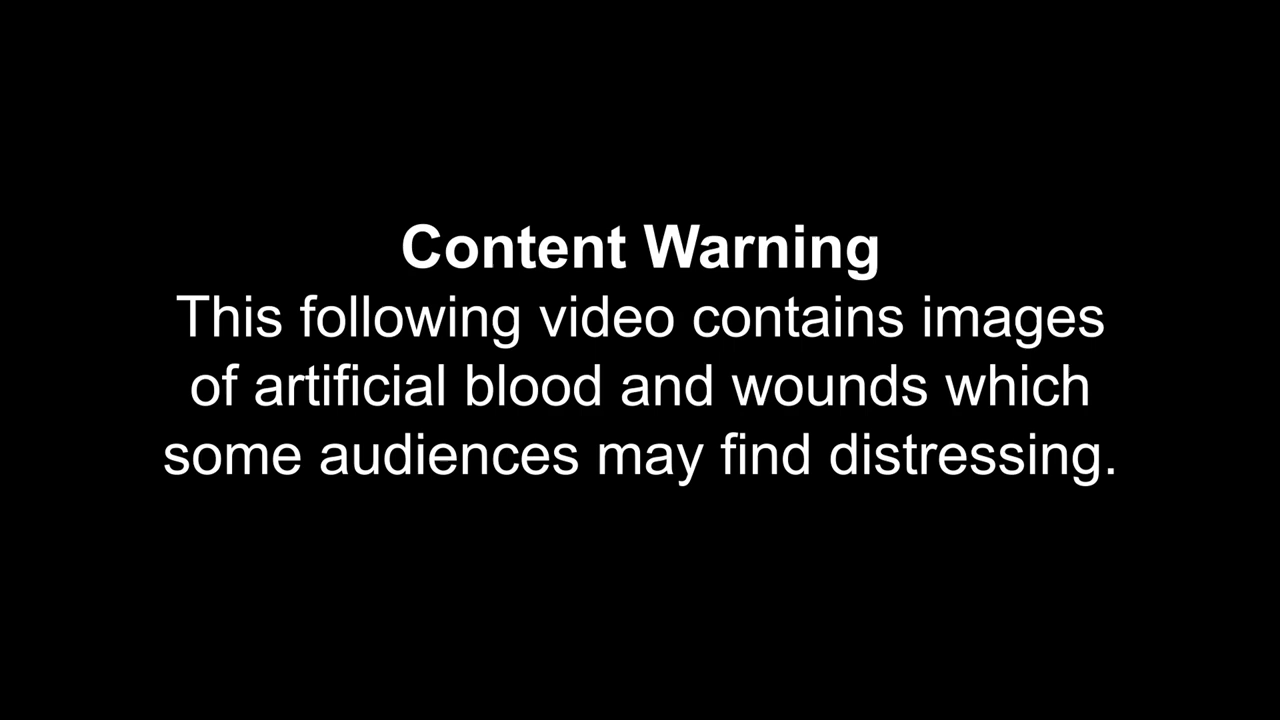 Content Warning
This following video contains images
of artificial blood and wounds which
some audiences may find distressing.